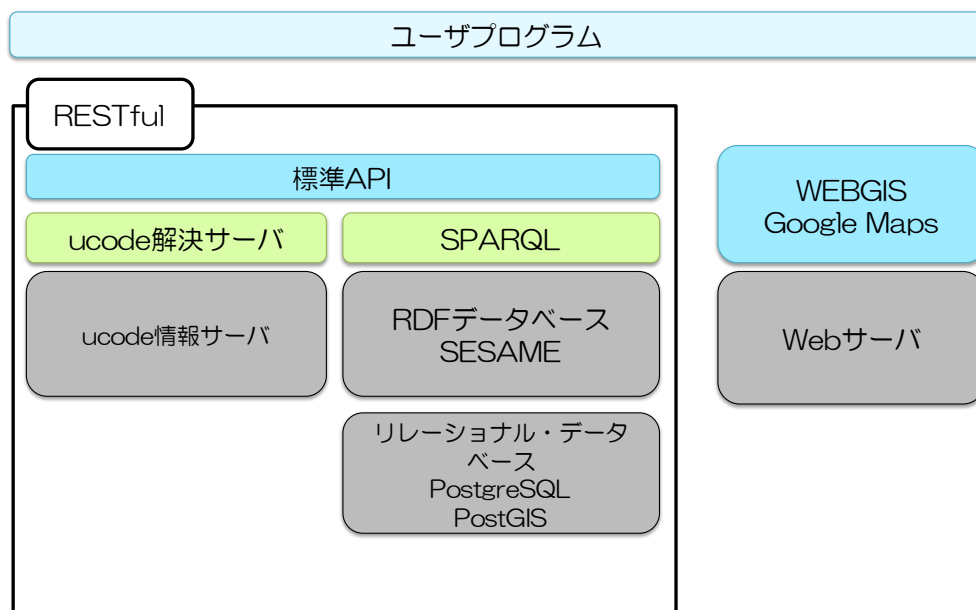 ユーザプログラム
RESTful
標準API
ucode解決サーバ
SPARQL
ucode情報サーバ
RDFデータベース
SESAME
リレーショナル・データ
ベース
PostgreSQL
PostGIS
WEBGIS
Google Maps
Webサーバ